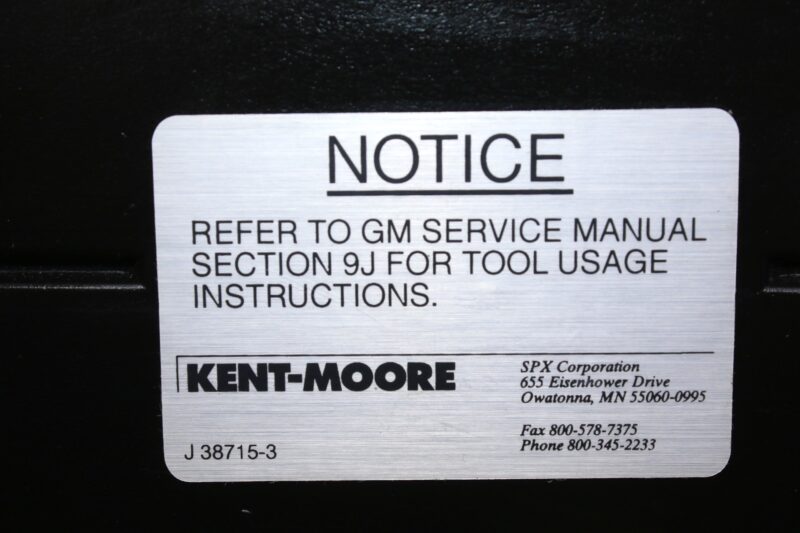 NOTICE
REFER TO GM SERVICE MANUAL
SECTION 9J FOR TOOL USAGE
INSTRUCTIONS.
KENT-MOORE
SPX Corporation
655 Eisenhower Drive
Owatonna, MN 55060-0995
Fax 800-578-7375
Phone 800-345-2233
J 38715-3